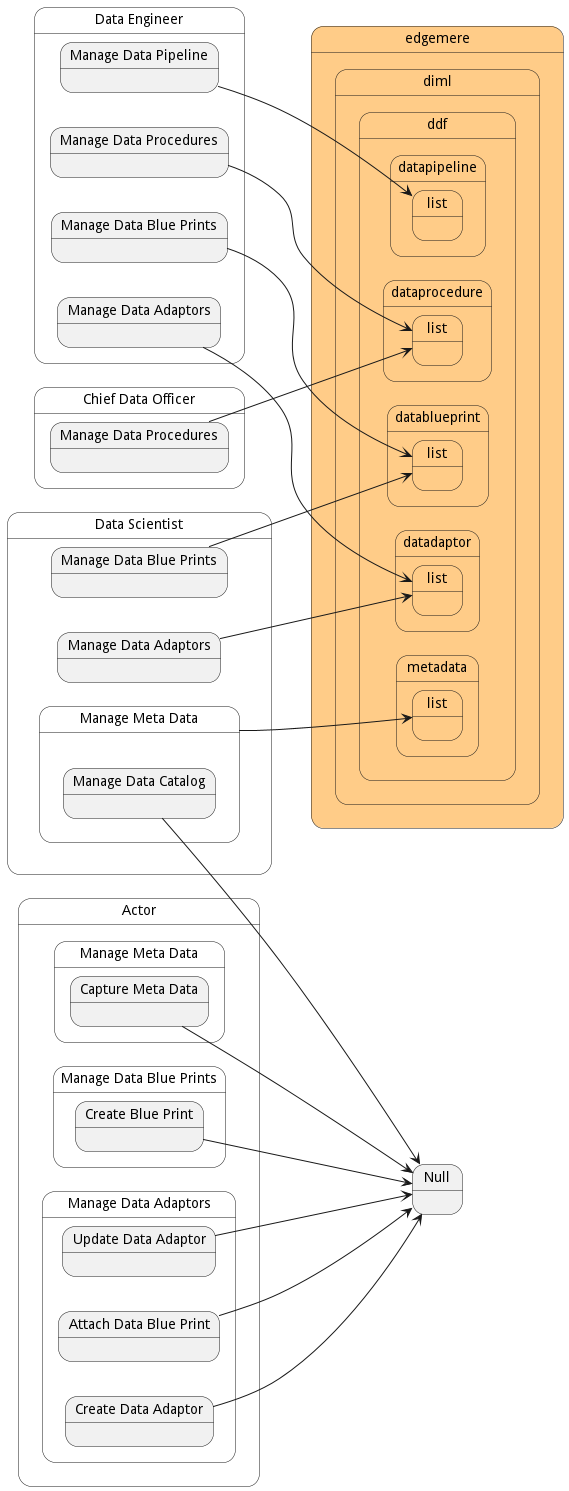 Data Engineer
Manage Data Pipeline
Manage Data Procedures
Manage Data Blue Prints
Manage Data Adaptors
Chief Data Officer
Manage Data Procedures
Data Scientist
Manage Data Blue Prints
Manage Data Adaptors
Manage Meta Data
Manage Data Catalog
Actor
Manage Meta Data
Capture Meta Data
Manage Data Blue Prints
Create Blue Print
Manage Data Adaptors
Update Data Adaptor
Attach Data Blue Print
Create Data Adaptor
edgemere
diml
ddf
datapipeline
list
dataprocedure
list
datablueprint
list
datadaptor
list
metadata
list
Null